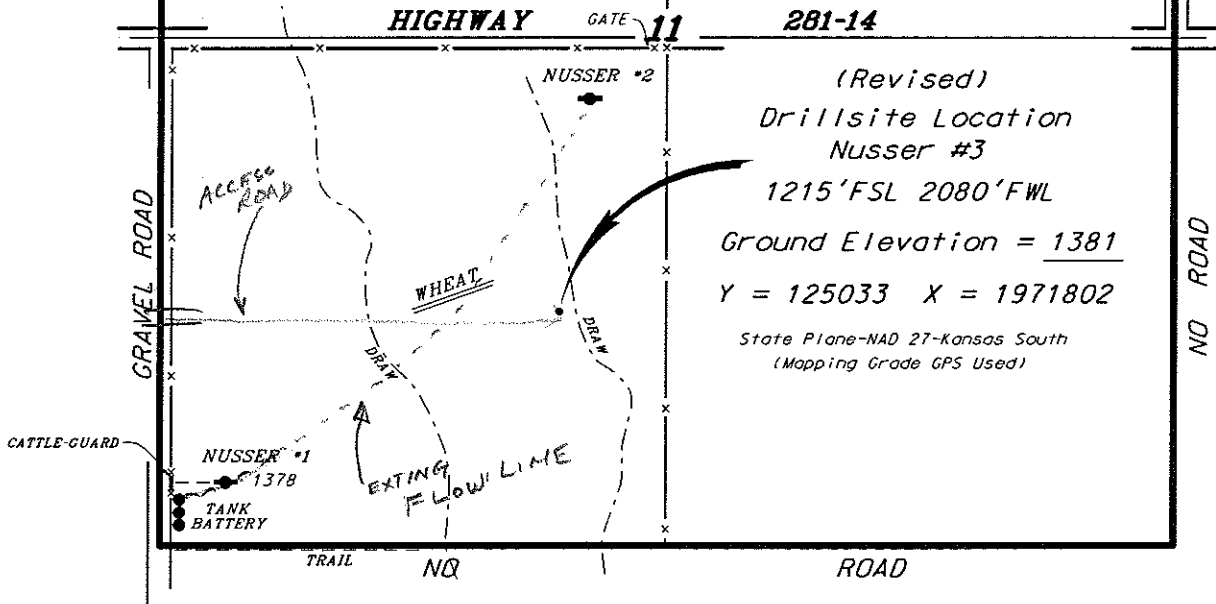 HIGHWAY GATE 11 281-14
NUSSER #2
(Revised)
Drillsite Location
Nusser #3
1215'FSL 2080'FWL
Ground Elevation = 1381
Y = 125033 X = 1971802
State Plane-NAD 27-Kansas South
(Mapping Grade GPS Used)
ACCESS
ROAD
GRAVEL ROAD
WHEAT
DRAW
DRAW
NO ROAD
CATTLE-GUARD
NUSSER #1
1378
EXTING
FLOW LIME
TANK
BATTERY
TRAIL
NO ROAD